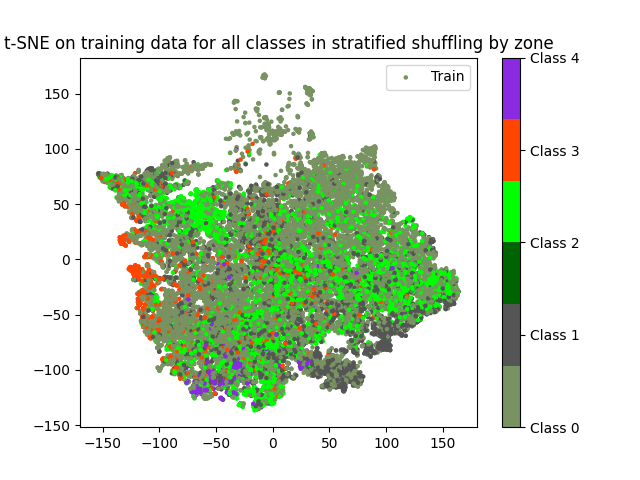 t-SNE on training data for all classes in stratified shuffling by zone
Train
150
100
50
0
−50
−100
−150
−150
−100
−50
0
50
100
150
Class 4
Class 3
Class 2
Class 1
Class 0